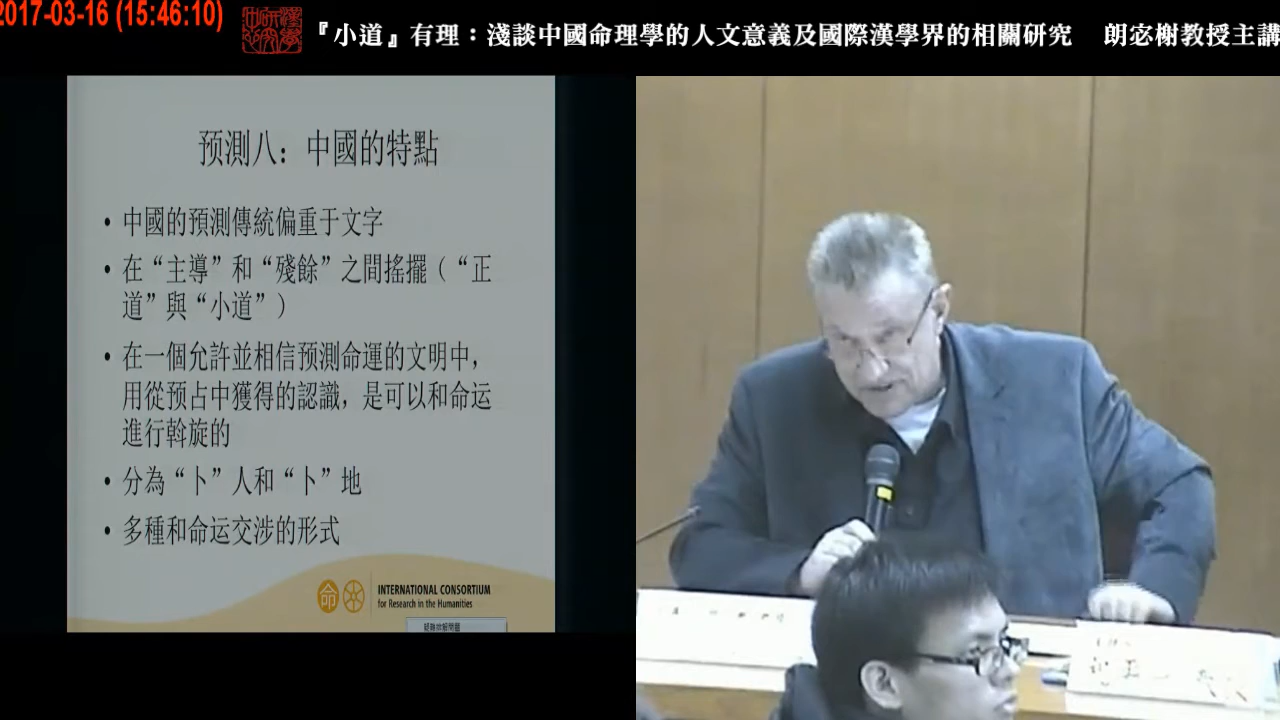 2017-03-16 (15:46:10)
『小道』有理：淺談中國命理學的人文意義及國際漢學界的相關研究 朗宓榭教授主講
预測八：中國的特點
• 中國的預測傳統偏重于文字
• 在“主導”和“殘餘”之間搖擺（“正
道”與“小道”）
• 在一個允許並相信预測命運的文明中，
用從预占中獲得的認識，是可以和命运
進行斡旋的
• 分為“卜”人和“卜”地
• 多種和命运交涉的形式
命
INTERNATIONAL CONSORTIUM
for Research in the Humanities